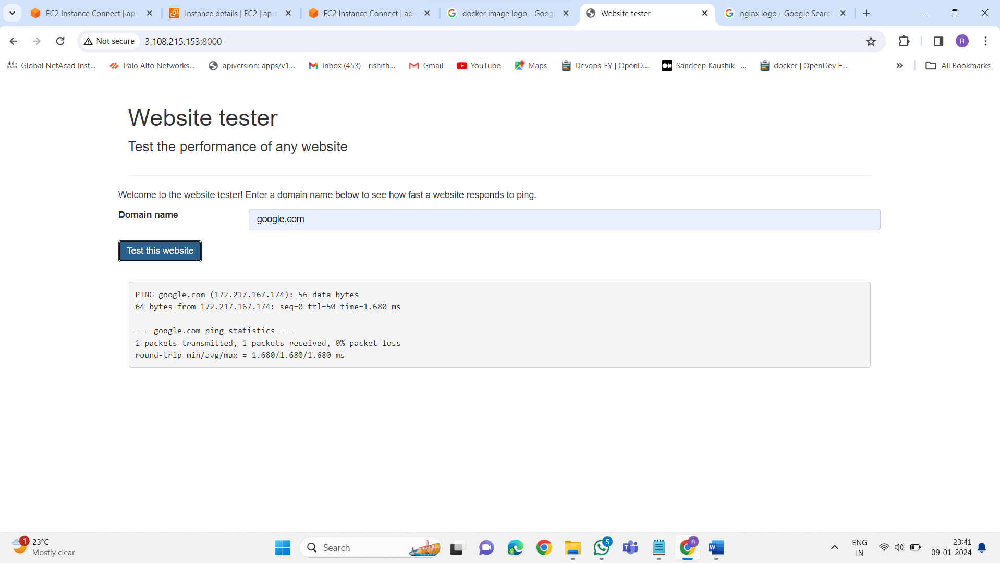 EC2 Instance Connect | ap-
Instance details | EC2 | ap-s
EC2 Instance Connect | ap-
docker image logo - Goog
Website tester
nginx logo - Google Searc
Not secure
3.108.215.153:8000
R
Global NetAcad Inst...
Palo Alto Networks...
apiversion: apps/v1...
Inbox (453) - rishith...
Gmail
YouTube
Maps
Devops-EY | OpenD...
Sandeep Kaushik –...
docker | OpenDev E...
All Bookmarks
Website tester
Test the performance of any website
Welcome to the website tester! Enter a domain name below to see how fast a website responds to ping.
Domain name
google.com
Test this website
PING google.com (172.217.167.174): 56 data bytes
64 bytes from 172.217.167.174: seq=0 ttl=50 time=1.680 ms
--- google.com ping statistics ---
1 packets transmitted, 1 packets received, 0% packet loss
round-trip min/avg/max = 1.680/1.680/1.680 ms
1
23°C
Mostly clear
Search
5
R
ENG
IN
23:41
09-01-2024